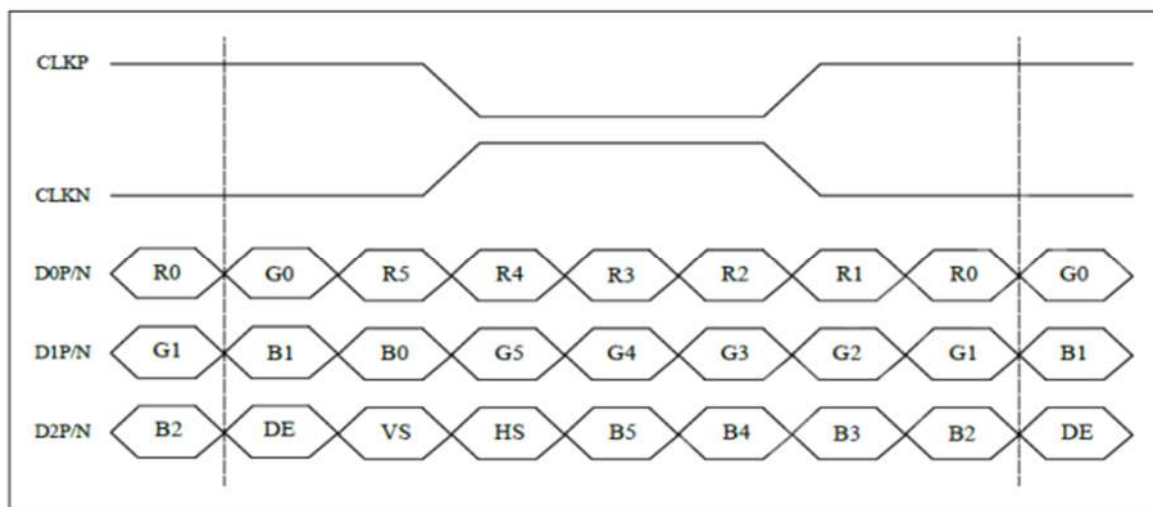 CLKP
CLKN
D0P/N R0 G0 R5 R4 R3 R2 R1 R0 G0
D1P/N G1 B1 B0 G5 G4 G3 G2 G1 B1
D2P/N B2 DE VS HS B5 B4 B3 B2 DE